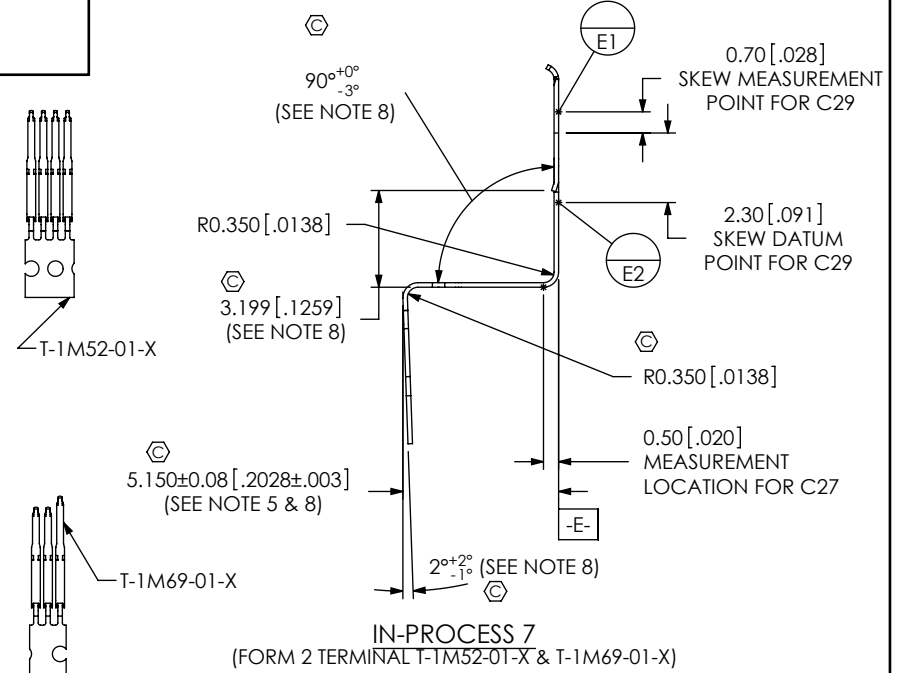 C
E1
0.70 [.028]
SKEW MEASUREMENT
POINT FOR C29
90° +0° -3°
(SEE NOTE 8)
R0.350 [.0138]
2.30 [.091]
SKEW DATUM
POINT FOR C29
E2
C
3.199 [.1259]
(SEE NOTE 8)
T-1M52-01-X
C
R0.350 [.0138]
0.50 [.020]
MEASUREMENT
LOCATION FOR C27
C
5.150±0.08 [.2028±.003]
(SEE NOTE 5 & 8)
-E-
2° +2° -1° (SEE NOTE 8)
C
T-1M69-01-X
IN-PROCESS 7
(FORM 2 TERMINAL T-1M52-01-X & T-1M69-01-X)